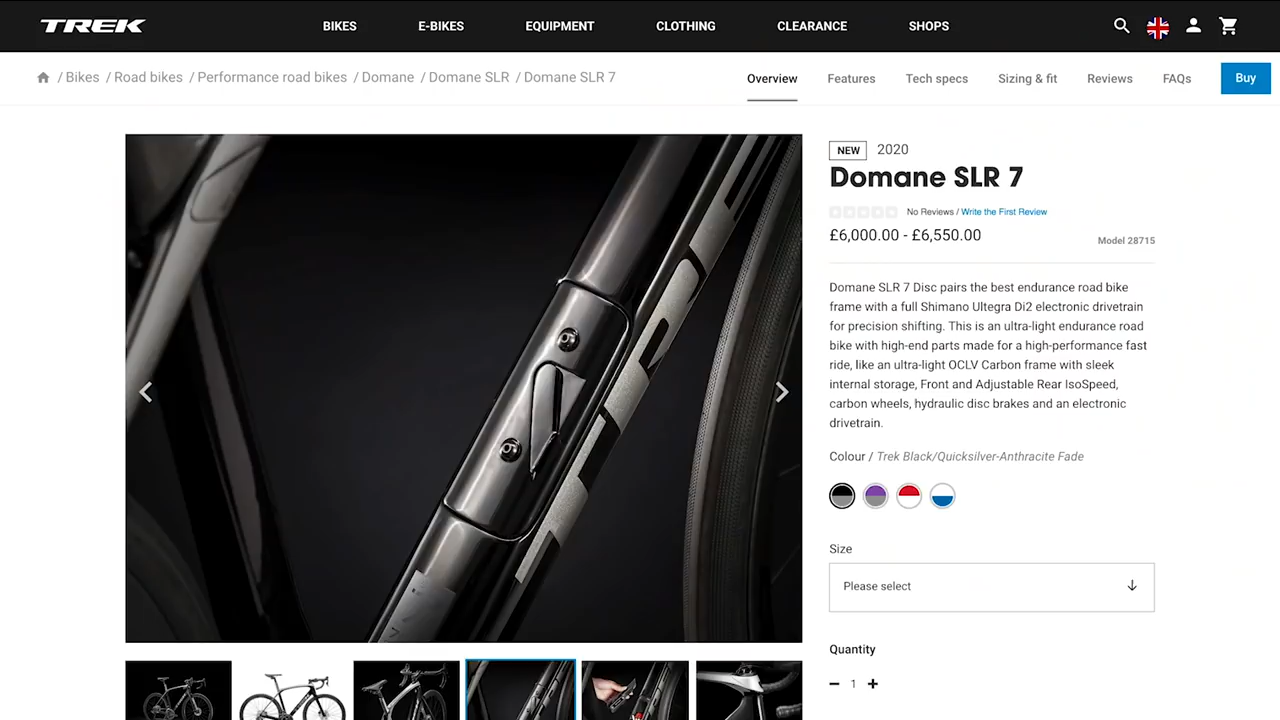 TREK
BIKES
E-BIKES
EQUIPMENT
CLOTHING
CLEARANCE
SHOPS
/ Bikes / Road bikes / Performance road bikes / Domane / Domane SLR / Domane SLR 7
Overview
Features
Tech specs
Sizing & fit
Reviews
FAQs
Buy
NEW 2020
Domane SLR 7
No Reviews / Write the First Review
£6,000.00 - £6,550.00
Model 28715
Domane SLR 7 Disc pairs the best endurance road bike
frame with a full Shimano Ultegra Di2 electronic drivetrain
for precision shifting. This is an ultra-light endurance road
bike with high-end parts made for a high-performance fast
ride, like an ultra-light OCLV Carbon frame with sleek
internal storage, Front and Adjustable Rear IsoSpeed,
carbon wheels, hydraulic disc brakes and an electronic
drivetrain.
Colour / Trek Black/Quicksilver-Anthracite Fade
Size
Please select
Quantity
1